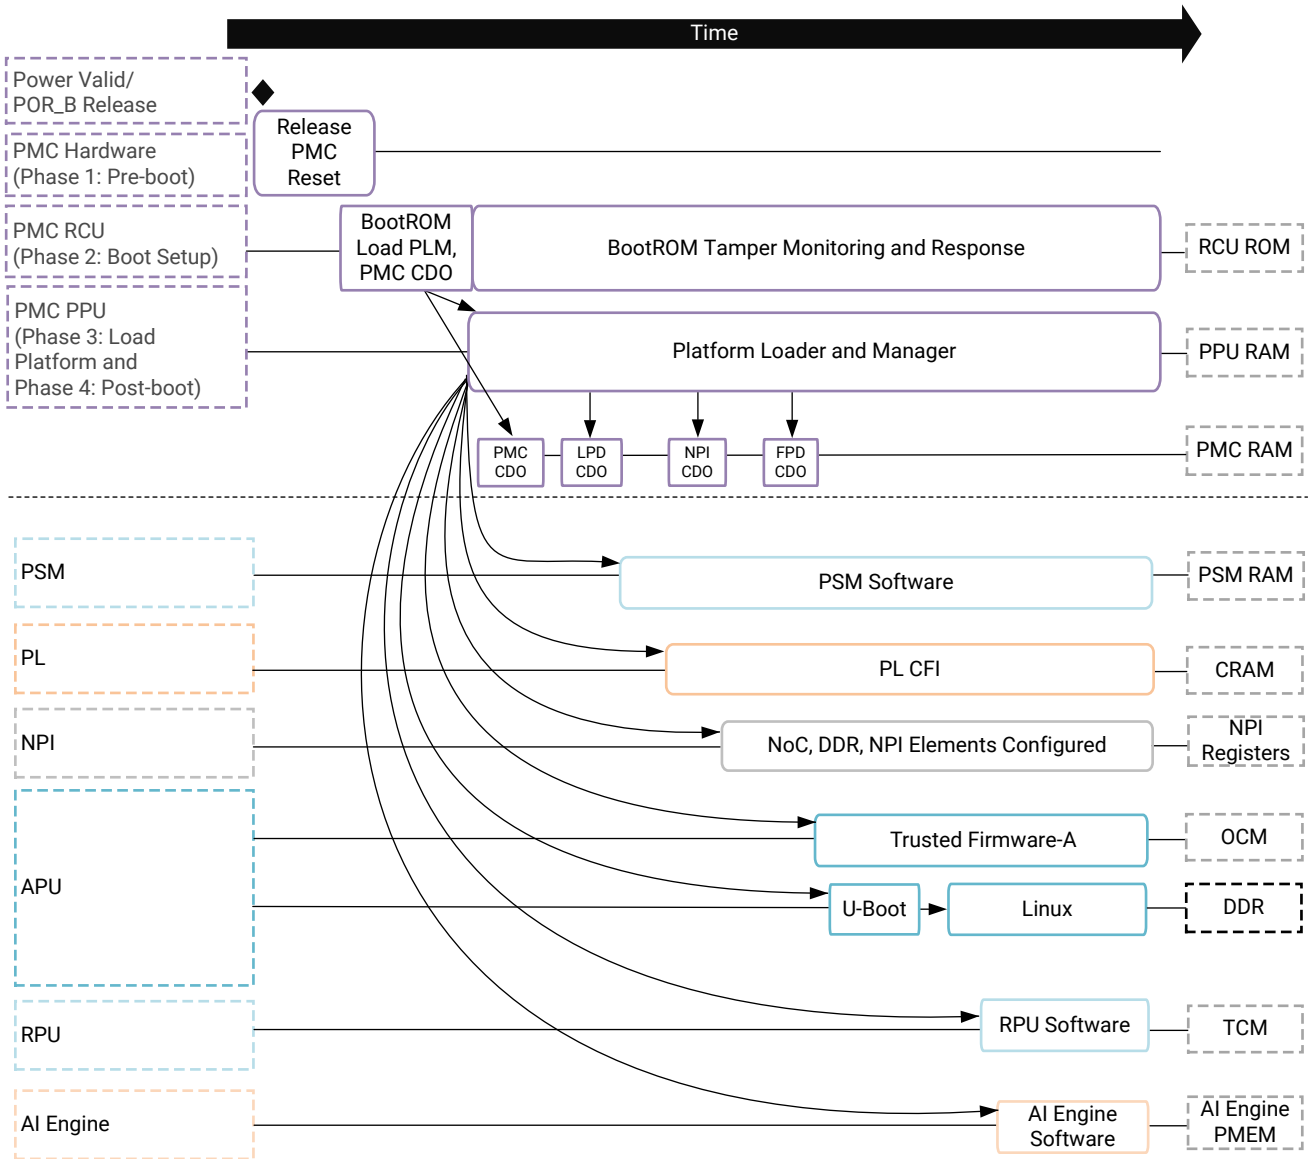 Time
Power Valid/
POR_B Release
PMC Hardware
(Phase 1: Pre-boot)
Release
PMC
Reset
PMC RCU
(Phase 2: Boot Setup)
BootROM
Load PLM,
PMC CDO
BootROM Tamper Monitoring and Response
RCU ROM
PMC PPU
(Phase 3: Load
Platform and
Phase 4: Post-boot)
Platform Loader and Manager
PPU RAM
PMC
CDO
LPD
CDO
NPI
CDO
FPD
CDO
PMC RAM
PSM
PSM Software
PSM RAM
PL
PL CFI
CRAM
NPI
NoC, DDR, NPI Elements Configured
NPI
Registers
APU
Trusted Firmware-A
OCM
U-Boot
Linux
DDR
RPU
RPU Software
TCM
AI Engine
AI Engine
Software
AI Engine
PMEM